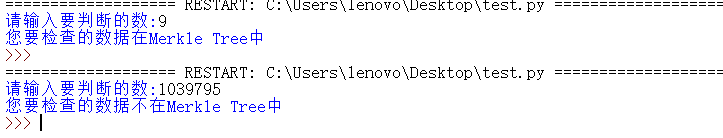 =================== RESTART: C:\Users\lenovo\Desktop\test.py ===================
请输入要判断的数:9
您要检查的数据在Merkle Tree中
>>>
=================== RESTART: C:\Users\lenovo\Desktop\test.py ===================
请输入要判断的数:1039795
您要检查的数据不在Merkle Tree中
>>>